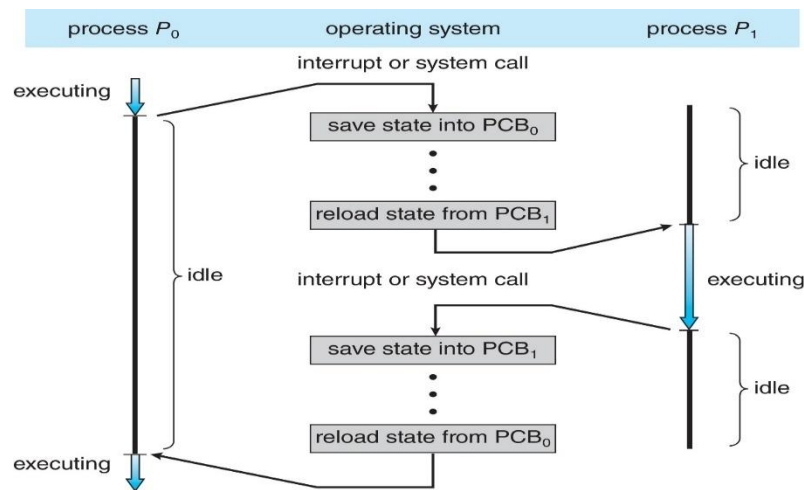 process P₀
operating system
process P₁
interrupt or system call
executing
save state into PCB₀
idle
reload state from PCB₁
idle
interrupt or system call
executing
save state into PCB₁
idle
reload state from PCB₀
executing